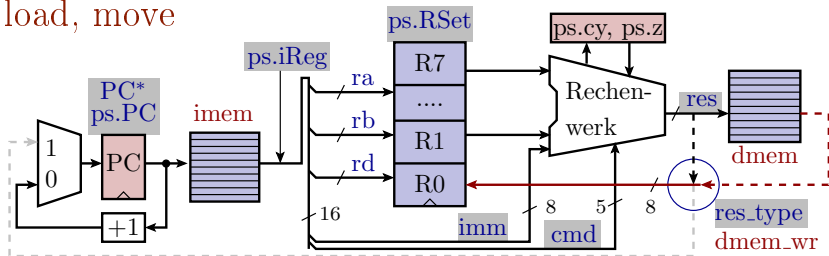 load, move
ps.RSet
ps.cy, ps.z
ps.iReg
PC*
ps.PC
imem
ra
R7
....
rb
R1
rd
R0
Rechen-
werk
res
dmem
1
0
PC
+1
16
imm
8
cmd
5
8
res_type
dmem_wr